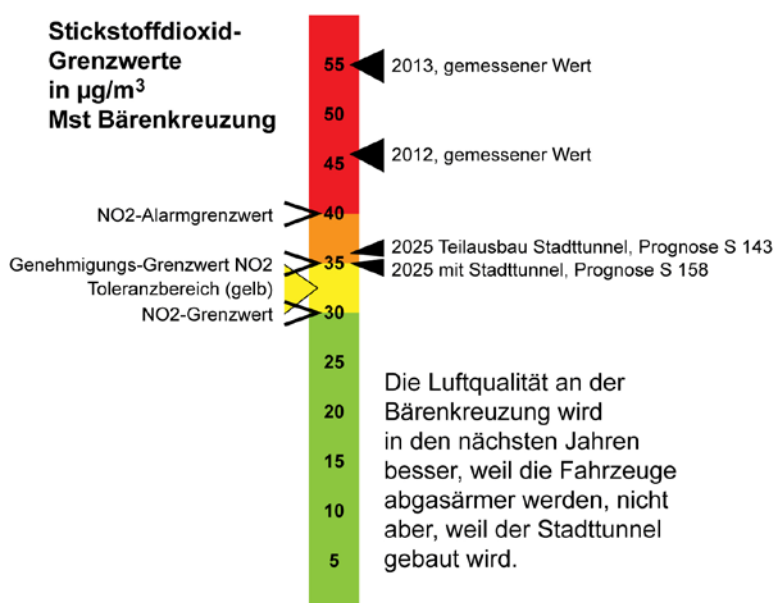 Stickstoffdioxid-
Grenzwerte
in µg/m³
Mst Bärenkreuzung
55
2013, gemessener Wert
50
2012, gemessener Wert
45
NO2-Alarmgrenzwert
40
2025 Teilausbau Stadttunnel, Prognose S 143
Genehmigungs-Grenzwert NO2
35
2025 mit Stadttunnel, Prognose S 158
Toleranzbereich (gelb)
NO2-Grenzwert
30
25
20
15
10
5
Die Luftqualität an der
Bärenkreuzung wird
in den nächsten Jahren
besser, weil die Fahrzeuge
abgasärmer werden, nicht
aber, weil der Stadttunnel
gebaut wird.